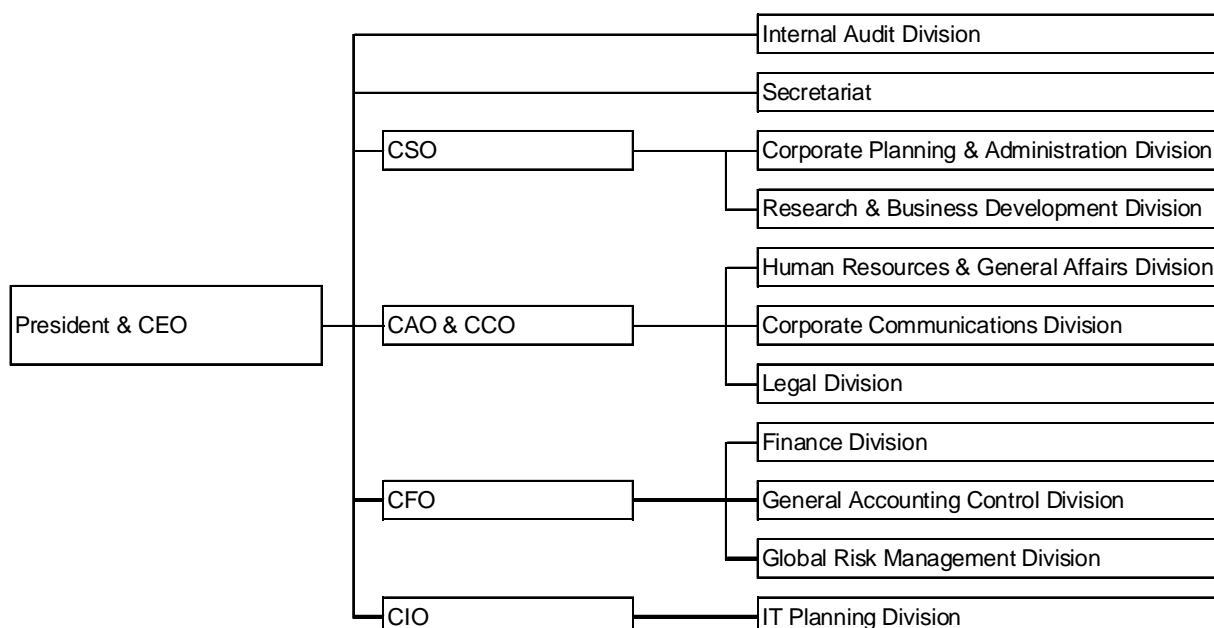 Internal Audit Division
Secretariat
CSO
Corporate Planning & Administration Division
Research & Business Development Division
Human Resources & General Affairs Division
President & CEO
CAO & CCO
Corporate Communications Division
Legal Division
Finance Division
CFO
General Accounting Control Division
Global Risk Management Division
CIO
IT Planning Division